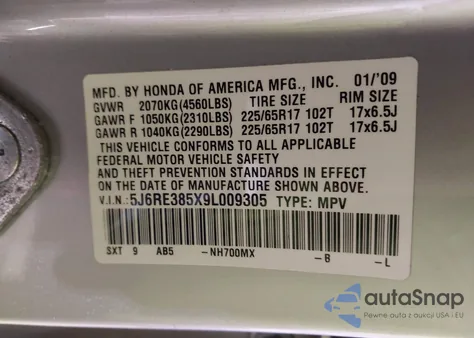 MFD. BY HONDA OF AMERICA MFG., INC. 01/'09
GVWR 2070KG(4560LBS) TIRE SIZE RIM SIZE
GAWR F 1050KG(2310LBS) 225/65R17 102T 17x6.5J
GAWR R 1040KG(2290LBS) 225/65R17 102T 17x6.5J
THIS VEHICLE CONFORMS TO ALL APPLICABLE
FEDERAL MOTOR VEHICLE SAFETY
AND THEFT PREVENTION STANDARDS IN
EFFECT ON THE DATE OF MANUFACTURE SHOWN ABOVE.
V.I.N.: 5J6RE385X9L009305 TYPE: MPV
SXT 9 AB5 -NH700MX -B -L
autoSnap
Pewne auta z aukcji USA i EU